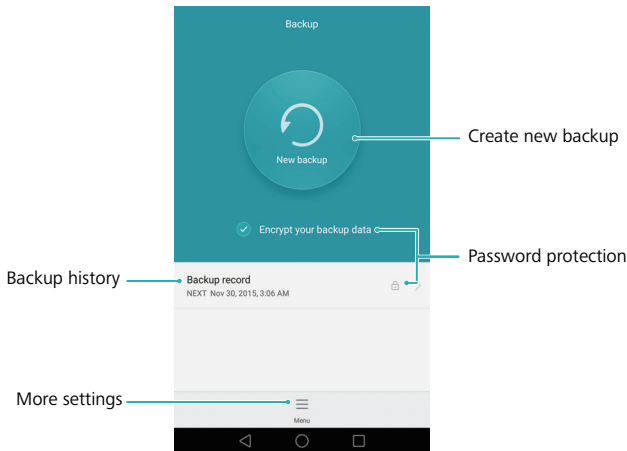 Backup
New backup
Create new backup
Encrypt your backup data
Password protection
Backup history
Backup record
NEXT Nov 30, 2015, 3:06 AM
More settings
Menu